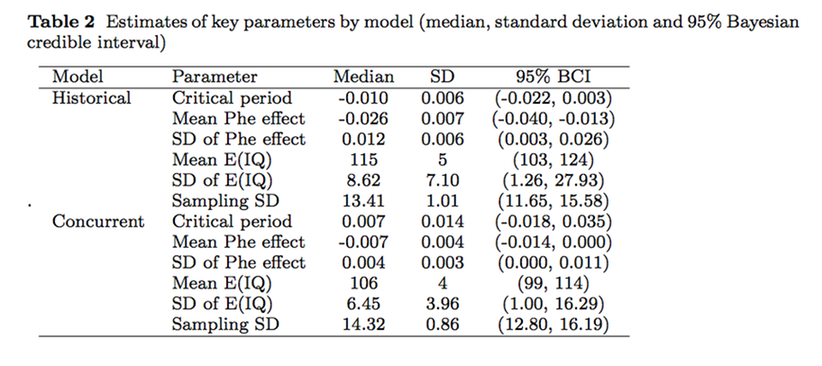 Table 2 Estimates of key parameters by model (median, standard deviation and 95% Bayesian
credible interval)
Model Parameter Median SD 95% BCI
Historical Critical period -0.010 0.006 (-0.022, 0.003)
Mean Phe effect -0.026 0.007 (-0.040, -0.013)
SD of Phe effect 0.012 0.006 (0.003, 0.026)
Mean E(IQ) 115 5 (103, 124)
SD of E(IQ) 8.62 7.10 (1.26, 27.93)
Sampling SD 13.41 1.01 (11.65, 15.58)
Concurrent Critical period 0.007 0.014 (-0.018, 0.035)
Mean Phe effect -0.007 0.004 (-0.014, 0.000)
SD of Phe effect 0.004 0.003 (0.000, 0.011)
Mean E(IQ) 106 4 (99, 114)
SD of E(IQ) 6.45 3.96 (1.00, 16.29)
Sampling SD 14.32 0.86 (12.80, 16.19)